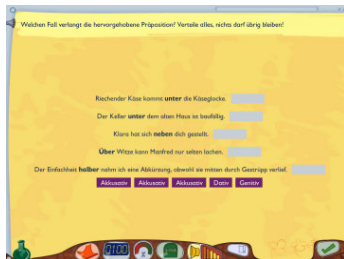 Welchen Fall verlangt die hervorgehobene Präposition? Verteile alles, nichts darf übrig bleiben!
Riechender Käse kommt unter die Käseglocke.
Der Keller unter dem alten Haus ist baufällig.
Klara hat sich neben dich gestellt.
Über Witze kann Manfred nur selten lachen.
Der Einfachheit halber nehm ich eine Abkürzung, obwohl sie mitten durch Gestrüpp verlief.
Akkusativ Akkusativ Akkusativ Dativ Genitiv